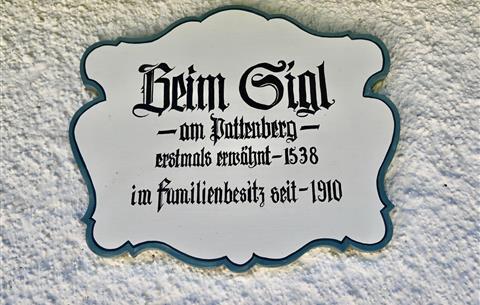 Beim Sigl
- am Pattenberg -
erstmals erwähnt - 1538
im Familienbesitz seit - 1910